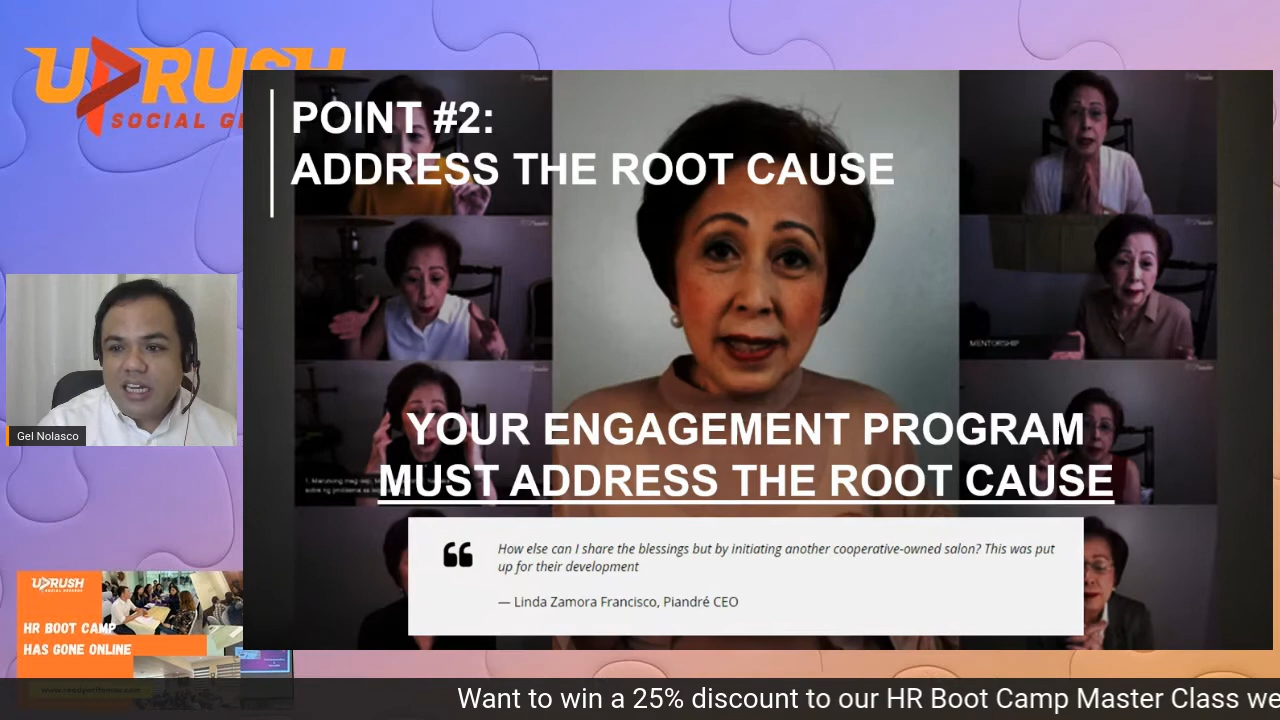 UPRUSH
SOCIAL GE
POINT #2:
ADDRESS THE ROOT CAUSE
MENTORSHIP
Gel Nolasco
YOUR ENGAGEMENT PROGRAM
MUST ADDRESS THE ROOT CAUSE
How else can I share the blessings but by initiating another cooperative-owned salon? This was put
up for their development
— Linda Zamora Francisco, Piandré CEO
UPRUSH
HR BOOT CAMP
HAS GONE ONLINE
Want to win a 25% discount to our HR Boot Camp Master Class we